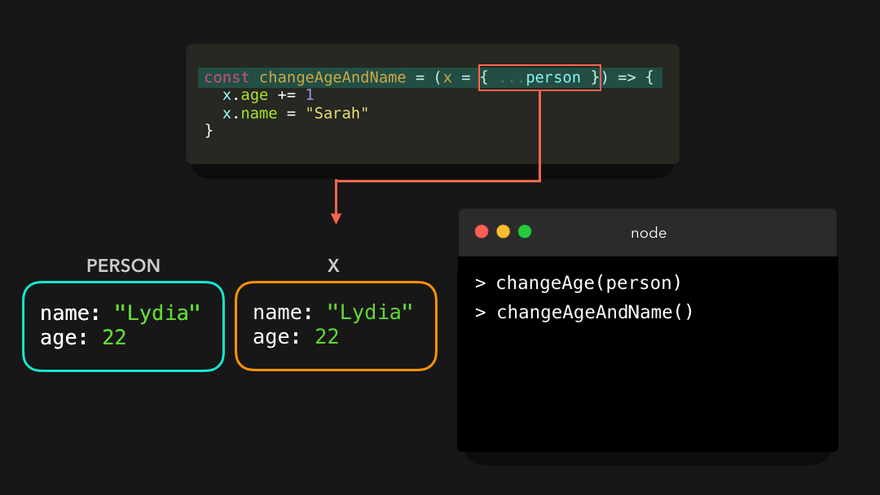 const changeAgeAndName = (x = { ...person }) => {
  x.age += 1
  x.name = "Sarah"
}
PERSON
name: "Lydia"
age: 22
X
name: "Lydia"
age: 22
node
> changeAge(person)
> changeAgeAndName()